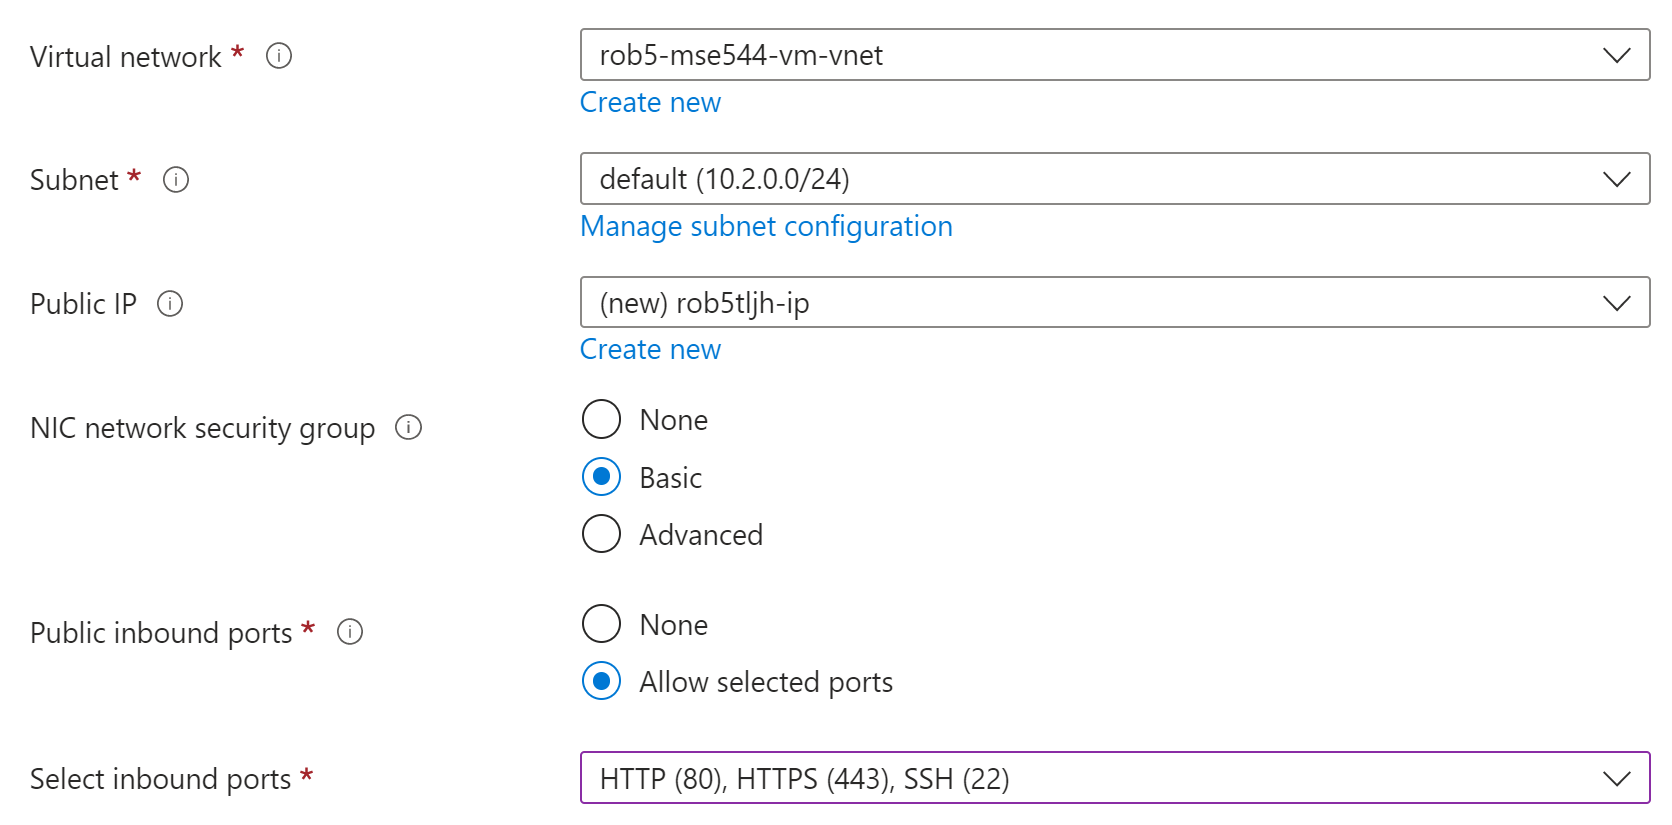 Virtual network *
rob5-mse544-vm-vnet
Create new
Subnet *
default (10.2.0.0/24)
Manage subnet configuration
Public IP
(new) rob5tljh-ip
Create new
NIC network security group
None
Basic
Advanced
Public inbound ports *
None
Allow selected ports
Select inbound ports *
HTTP (80), HTTPS (443), SSH (22)